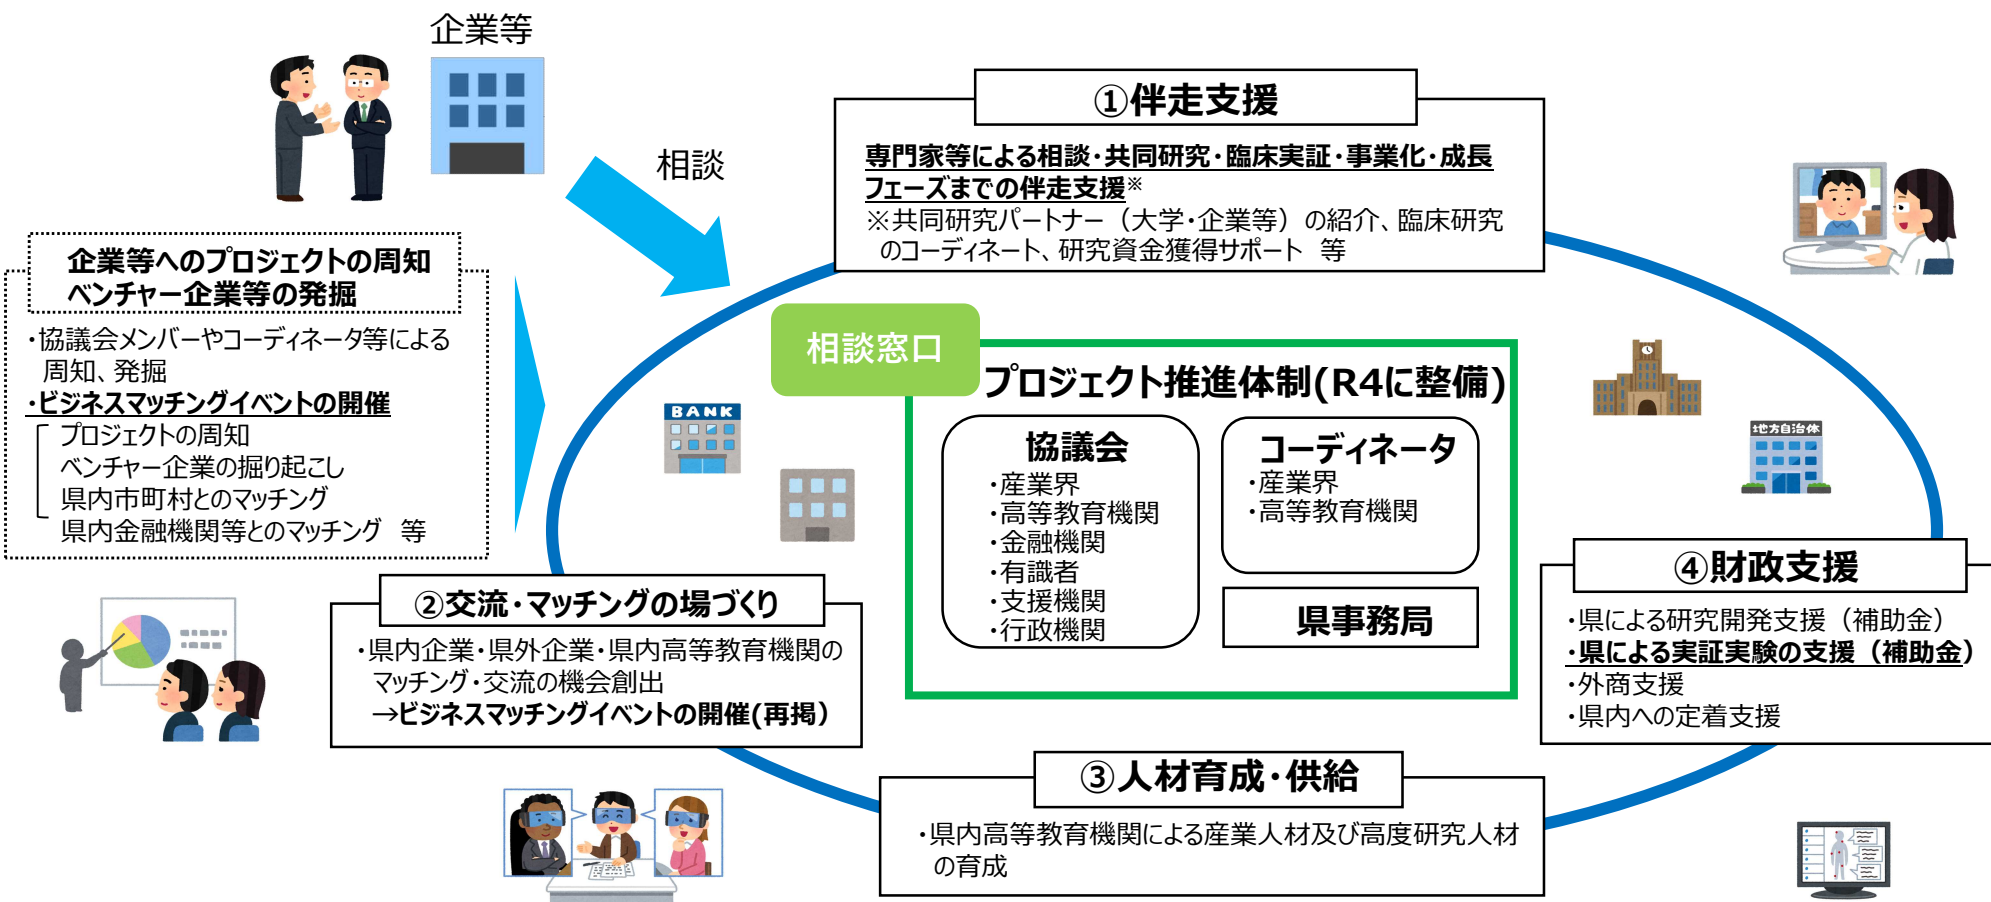 企業等
相談
企業等へのプロジェクトの周知
ベンチャー企業等の発掘
・協議会メンバーやコーディネータ等による
周知、発掘
・ビジネスマッチングイベントの開催
プロジェクトの周知
ベンチャー企業の掘り起こし
県内市町村とのマッチング
県内金融機関等とのマッチング 等
①伴走支援
専門家等による相談・共同研究・臨床実証・事業化・成長
フェーズまでの伴走支援※
※共同研究パートナー（大学・企業等）の紹介、臨床研究
のコーディネート、研究資金獲得サポート 等
相談窓口
プロジェクト推進体制(R4に整備)
協議会
・産業界
・高等教育機関
・金融機関
・有識者
・支援機関
・行政機関
コーディネータ
・産業界
・高等教育機関
県事務局
BANK
地方自治体
②交流・マッチングの場づくり
・県内企業・県外企業・県内高等教育機関の
マッチング・交流の機会創出
→ビジネスマッチングイベントの開催(再掲）
③人材育成・供給
・県内高等教育機関による産業人材及び高度研究人材
の育成
④財政支援
・県による研究開発支援（補助金）
・県による実証実験の支援（補助金）
・外商支援
・県内への定着支援